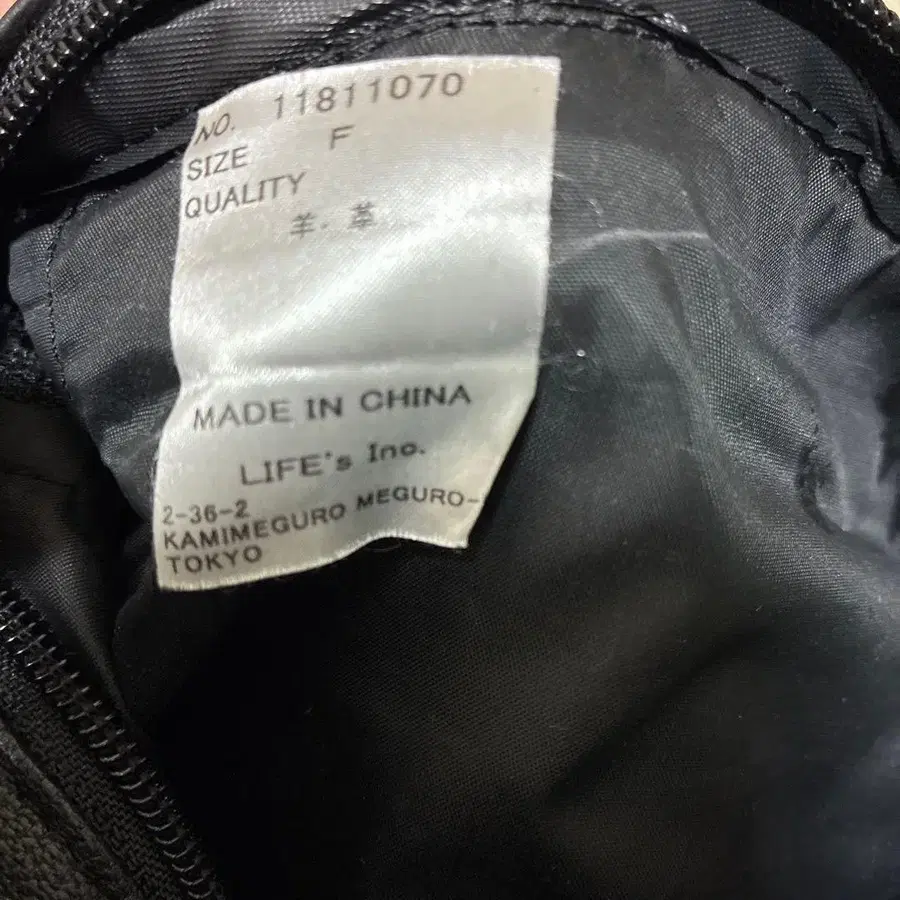 NO. 11811070
SIZE F
QUALITY
羊・革
MADE IN CHINA
LIFE's Inc.
2-36-2
KAMIMEGURO MEGURO-
TOKYO